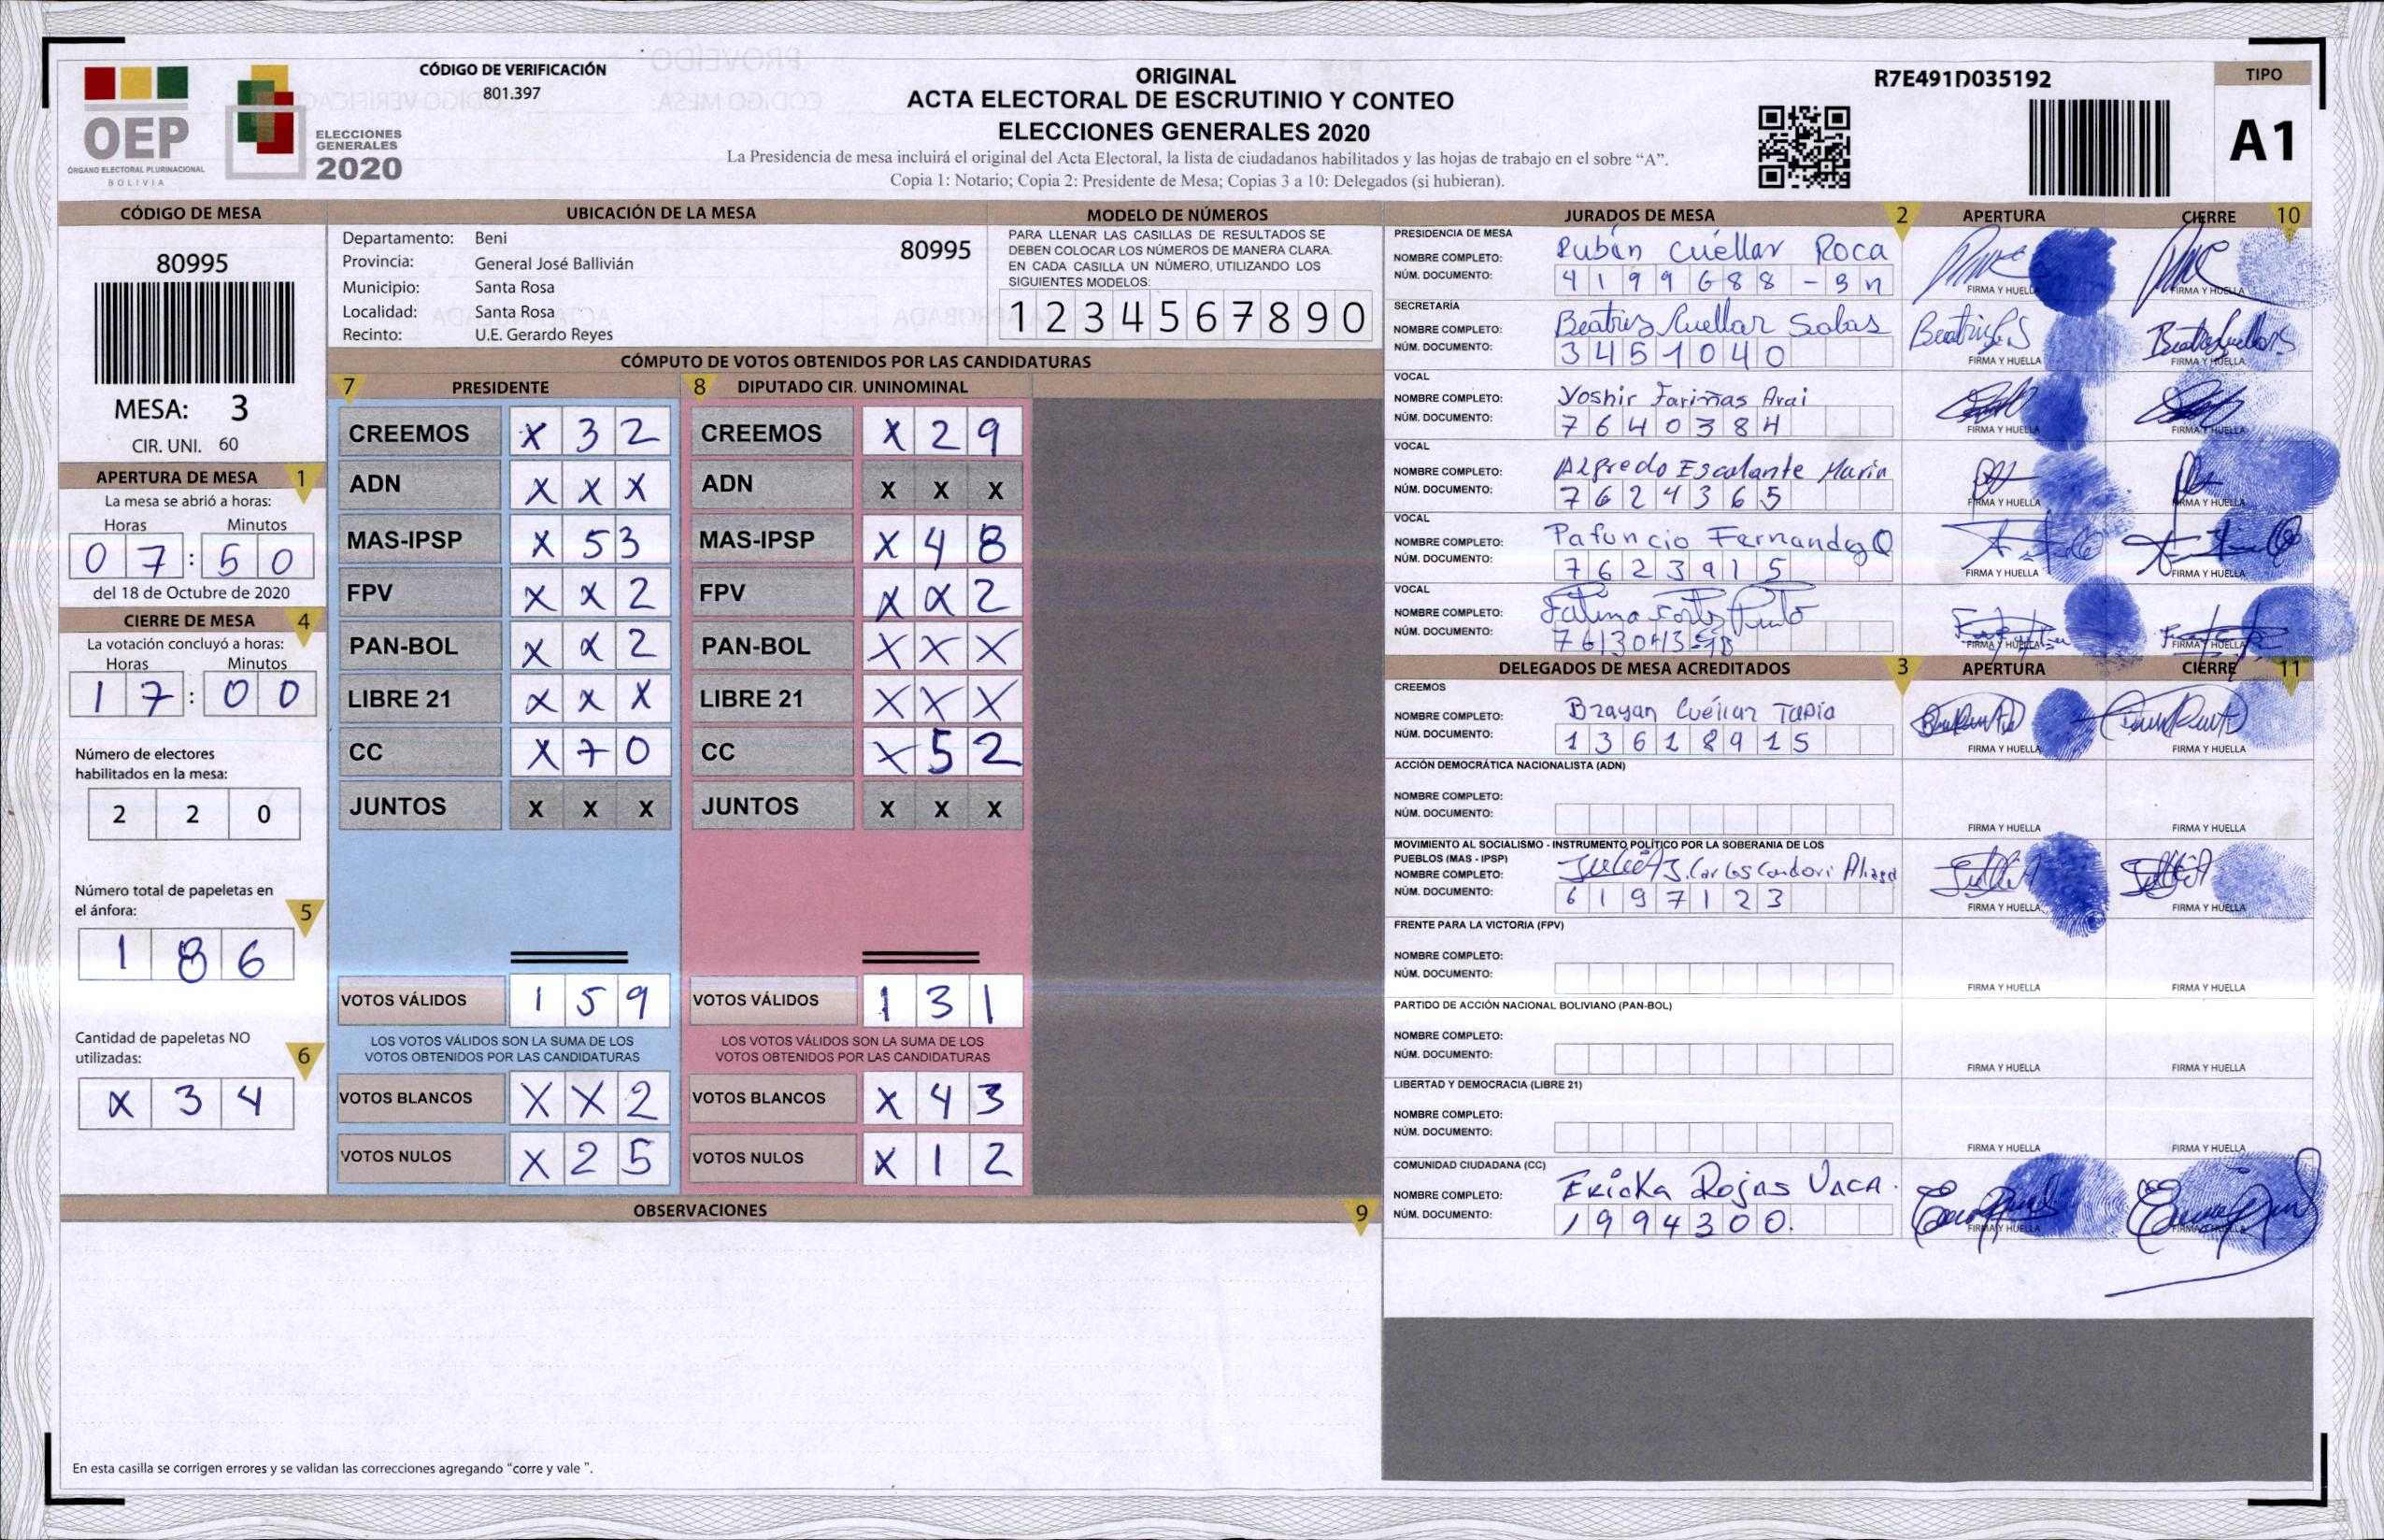 CÓDIGO DE VERIFICACIÓN
801.397
OEP
ÓRGANO ELECTORAL PLURINACIONAL
BOLIVIA
ELECCIONES
GENERALES
2020
ORIGINAL
ACTA ELECTORAL DE ESCRUTINIO Y CONTEO
ELECCIONES GENERALES 2020
La Presidencia de mesa incluirá el original del Acta Electoral, la lista de ciudadanos habilitados y las hojas de trabajo en el sobre “A”.
Copia 1: Notario; Copia 2: Presidente de Mesa; Copias 3 a 10: Delegados (si hubieran).
R7E491D035192
TIPO
A1
CÓDIGO DE MESA
80995
MESA: 3
CIR. UNI. 60
APERTURA DE MESA 1
La mesa se abrió a horas:
Horas Minutos
07:50
del 18 de Octubre de 2020
CIERRE DE MESA 4
La votación concluyó a horas:
Horas Minutos
17:00
Número de electores
habilitados en la mesa:
2 2 0
Número total de papeletas en
el ánfora: 5
1 8 6
Cantidad de papeletas NO
utilizadas: 6
X 3 4
UBICACIÓN DE LA MESA
Departamento: Beni
80995
Provincia: General José Ballivián
Municipio: Santa Rosa
Localidad: Santa Rosa
Recinto: U.E. Gerardo Reyes
MODELO DE NÚMEROS
PARA LLENAR LAS CASILLAS DE RESULTADOS SE
DEBEN COLOCAR LOS NÚMEROS DE MANERA CLARA.
EN CADA CASILLA UN NÚMERO, UTILIZANDO LOS
SIGUIENTES MODELOS:
1 2 3 4 5 6 7 8 9 0
CÓMPUTO DE VOTOS OBTENIDOS POR LAS CANDIDATURAS
7 PRESIDENTE 8 DIPUTADO CIR. UNINOMINAL
CREEMOS X 3 2 CREEMOS X 2 9
ADN X X X ADN X X X
MAS-IPSP X 5 3 MAS-IPSP X 4 8
FPV X X 2 FPV X X 2
PAN-BOL X X 2 PAN-BOL X X X
LIBRE 21 X X X LIBRE 21 X X X
CC X 7 0 CC X 5 2
JUNTOS X X X JUNTOS X X X
VOTOS VÁLIDOS 1 5 9 VOTOS VÁLIDOS 1 3 1
LOS VOTOS VÁLIDOS SON LA SUMA DE LOS LOS VOTOS VÁLIDOS SON LA SUMA DE LOS
VOTOS OBTENIDOS POR LAS CANDIDATURAS VOTOS OBTENIDOS POR LAS CANDIDATURAS
VOTOS BLANCOS X X 2 VOTOS BLANCOS X 4 3
VOTOS NULOS X 2 5 VOTOS NULOS X 1 2
OBSERVACIONES 9
En esta casilla se corrigen errores y se validan las correcciones agregando “corre y vale ”.
JURADOS DE MESA 2 APERTURA CIERRE 10
PRESIDENCIA DE MESA
NOMBRE COMPLETO: Rubén Cuéllar Roca
NÚM. DOCUMENTO: 4199688-Bn
FIRMA Y HUELLA FIRMA Y HUELLA
SECRETARÍA
NOMBRE COMPLETO: Beatriz Cuellar Salas
NÚM. DOCUMENTO: 3451040
FIRMA Y HUELLA FIRMA Y HUELLA
VOCAL
NOMBRE COMPLETO: Yoshir Fariñas Arai
NÚM. DOCUMENTO: 7640384
FIRMA Y HUELLA FIRMA Y HUELLA
VOCAL
NOMBRE COMPLETO: Alfredo Escalante Marin
NÚM. DOCUMENTO: 7624365
FIRMA Y HUELLA FIRMA Y HUELLA
VOCAL
NOMBRE COMPLETO: Pafuncio Fernandez Q
NÚM. DOCUMENTO: 7623915
FIRMA Y HUELLA FIRMA Y HUELLA
VOCAL
NOMBRE COMPLETO: Fatima Pinto
NÚM. DOCUMENTO:
FIRMA Y HUELLA FIRMA Y HUELLA
DELEGADOS DE MESA ACREDITADOS 3 APERTURA CIERRE 11
CREEMOS
NOMBRE COMPLETO: Brayan Cuéllar Tapia
NÚM. DOCUMENTO: 13618915
FIRMA Y HUELLA FIRMA Y HUELLA
ACCIÓN DEMOCRÁTICA NACIONALISTA (ADN)
NOMBRE COMPLETO:
NÚM. DOCUMENTO:
FIRMA Y HUELLA FIRMA Y HUELLA
MOVIMIENTO AL SOCIALISMO - INSTRUMENTO POLÍTICO POR LA SOBERANIA DE LOS
PUEBLOS (MAS - IPSP)
NOMBRE COMPLETO: J. Carlos Condori Aliaga
NÚM. DOCUMENTO: 6197123
FIRMA Y HUELLA FIRMA Y HUELLA
FRENTE PARA LA VICTORIA (FPV)
NOMBRE COMPLETO:
NÚM. DOCUMENTO:
FIRMA Y HUELLA FIRMA Y HUELLA
PARTIDO DE ACCIÓN NACIONAL BOLIVIANO (PAN-BOL)
NOMBRE COMPLETO:
NÚM. DOCUMENTO:
FIRMA Y HUELLA FIRMA Y HUELLA
LIBERTAD Y DEMOCRACIA (LIBRE 21)
NOMBRE COMPLETO:
NÚM. DOCUMENTO:
FIRMA Y HUELLA FIRMA Y HUELLA
COMUNIDAD CIUDADANA (CC)
NOMBRE COMPLETO: Ericka Rojas Vaca.
NÚM. DOCUMENTO: 1994300.
FIRMA Y HUELLA FIRMA Y HUELLA